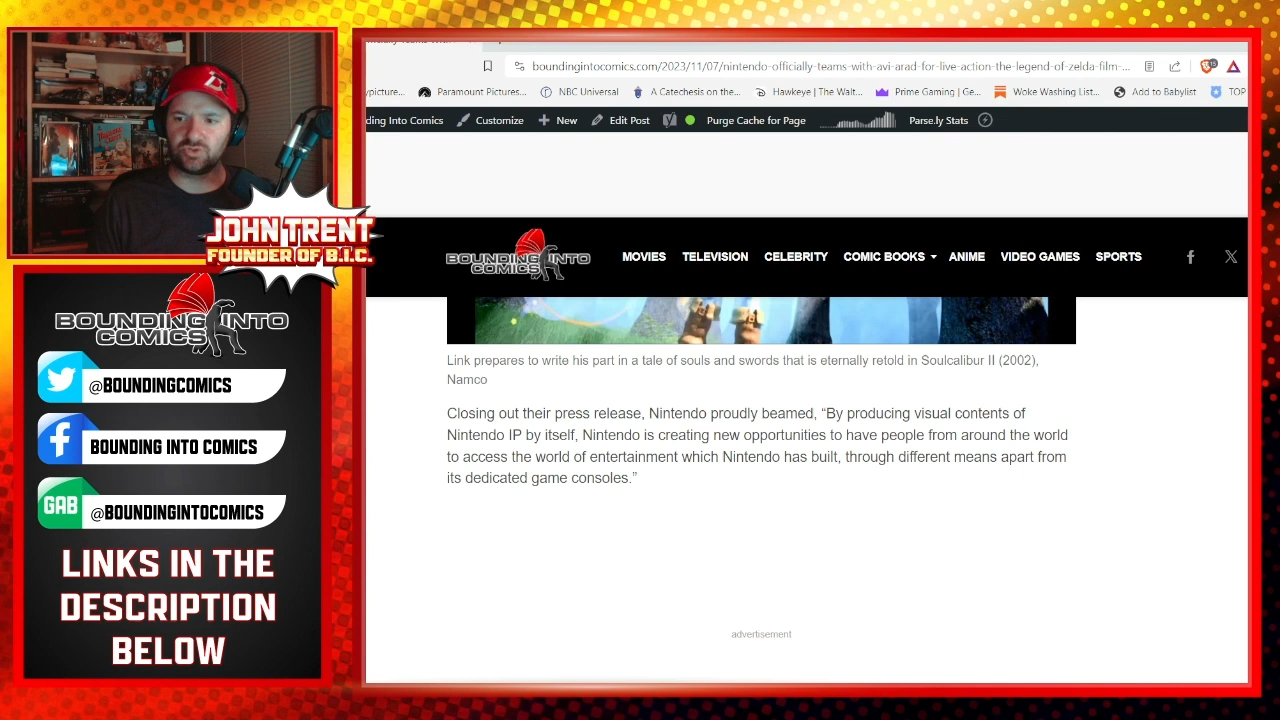 boundingintocomics.com/2023/11/07/nintendo-officially-teams-with-avi-arad-for-live-action-the-legend-of-zelda-film-...
ypicture... Paramount Pictures... NBC Universal A Catechesis on the... Hawkeye | The Wait... Prime Gaming | Ge... Woke Washing List... Add to Babylist TOP
ding Into Comics Customize New Edit Post Purge Cache for Page Parse.ly Stats
JOHN TRENT
FOUNDER OF B.I.C.
BOUNDING INTO
COMICS
MOVIES TELEVISION CELEBRITY COMIC BOOKS ANIME VIDEO GAMES SPORTS
Link prepares to write his part in a tale of souls and swords that is eternally retold in Soulcalibur II (2002),
Namco
Closing out their press release, Nintendo proudly beamed, “By producing visual contents of
Nintendo IP by itself, Nintendo is creating new opportunities to have people from around the world
to access the world of entertainment which Nintendo has built, through different means apart from
its dedicated game consoles.”
advertisement
BOUNDING INTO
COMICS
@BOUNDINGCOMICS
BOUNDING INTO COMICS
GAB @BOUNDINGINTOCOMICS
LINKS IN THE
DESCRIPTION
BELOW